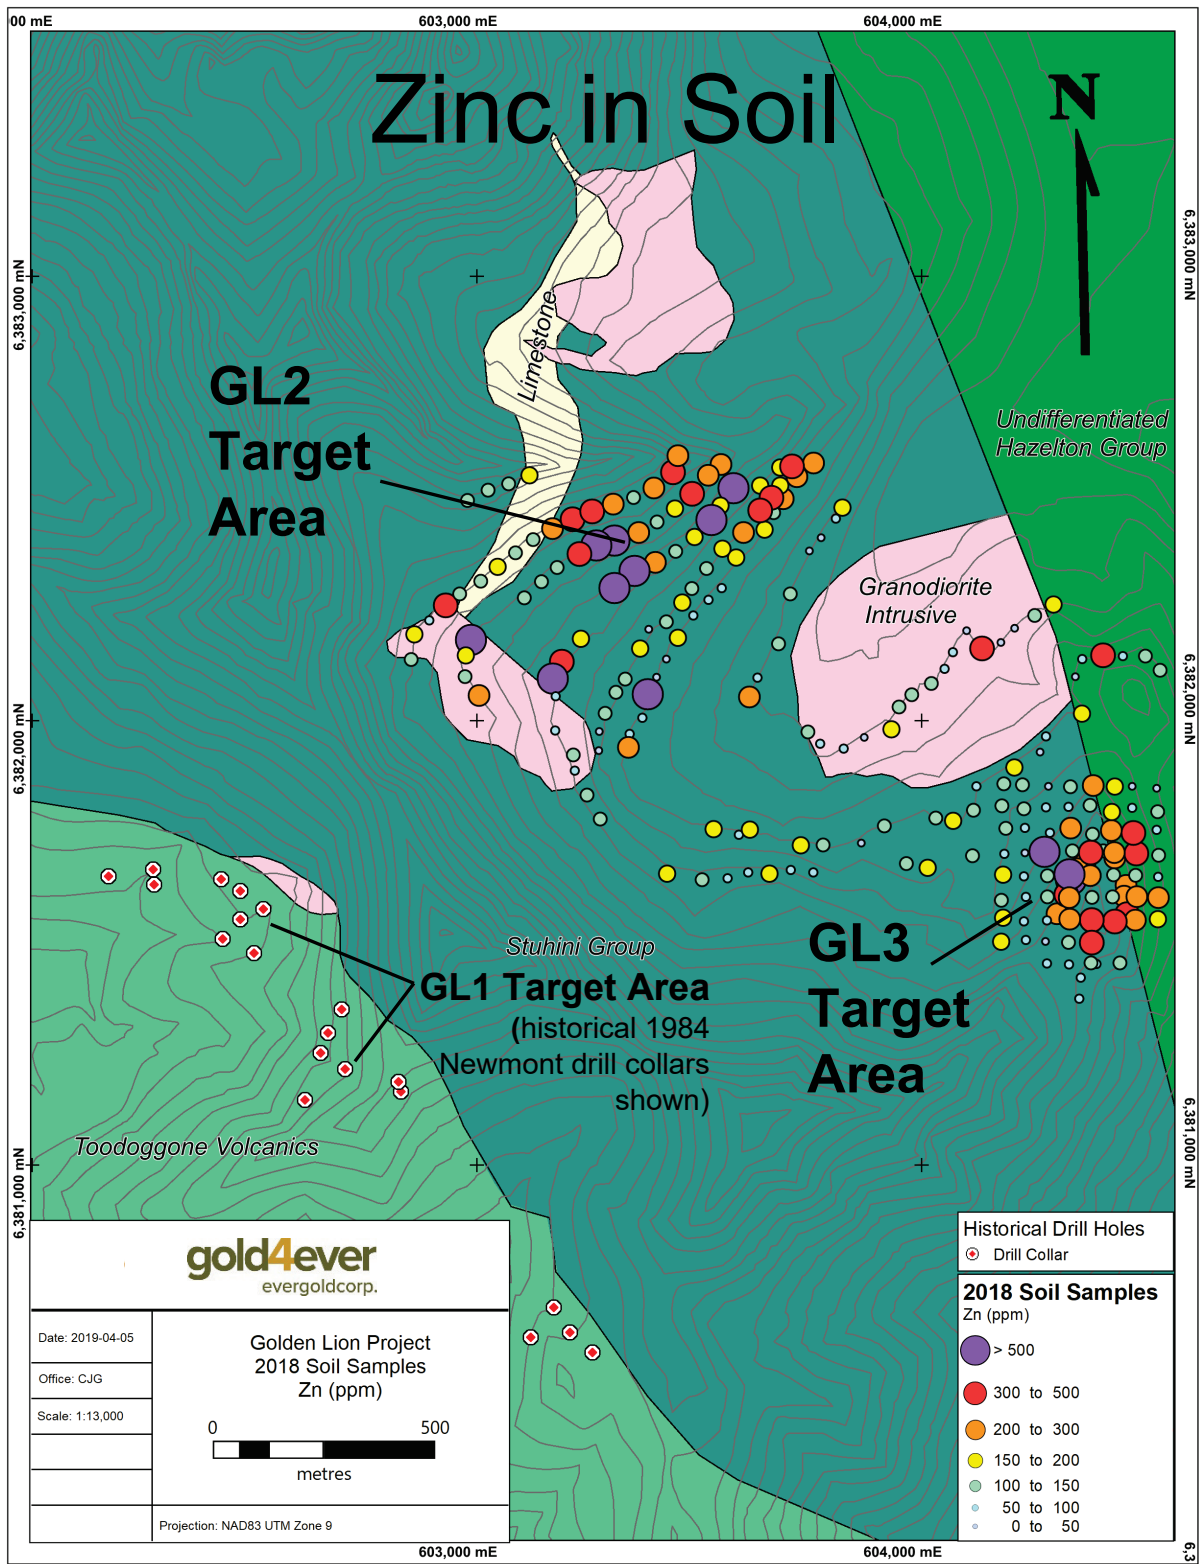 00 mE
603,000 mE
604,000 mE
Zinc in Soil
N
6,383,000 mN
6,383,000 mN
Limestone
GL2
Target
Area
Undifferentiated
Hazelton Group
Granodiorite
Intrusive
6,382,000 mN
6,382,000 mN
Stuhini Group
GL1 Target Area
(historical 1984
Newmont drill collars
shown)
GL3
Target
Area
Toodoggone Volcanics
6,381,000 mN
6,381,000 mN
gold4ever
evergoldcorp.
Date: 2019-04-05
Office: CJG
Scale: 1:13,000
Golden Lion Project
2018 Soil Samples
Zn (ppm)
0 500
metres
Projection: NAD83 UTM Zone 9
Historical Drill Holes
Drill Collar
2018 Soil Samples
Zn (ppm)
> 500
300 to 500
200 to 300
150 to 200
100 to 150
50 to 100
0 to 50
603,000 mE
604,000 mE
6,3